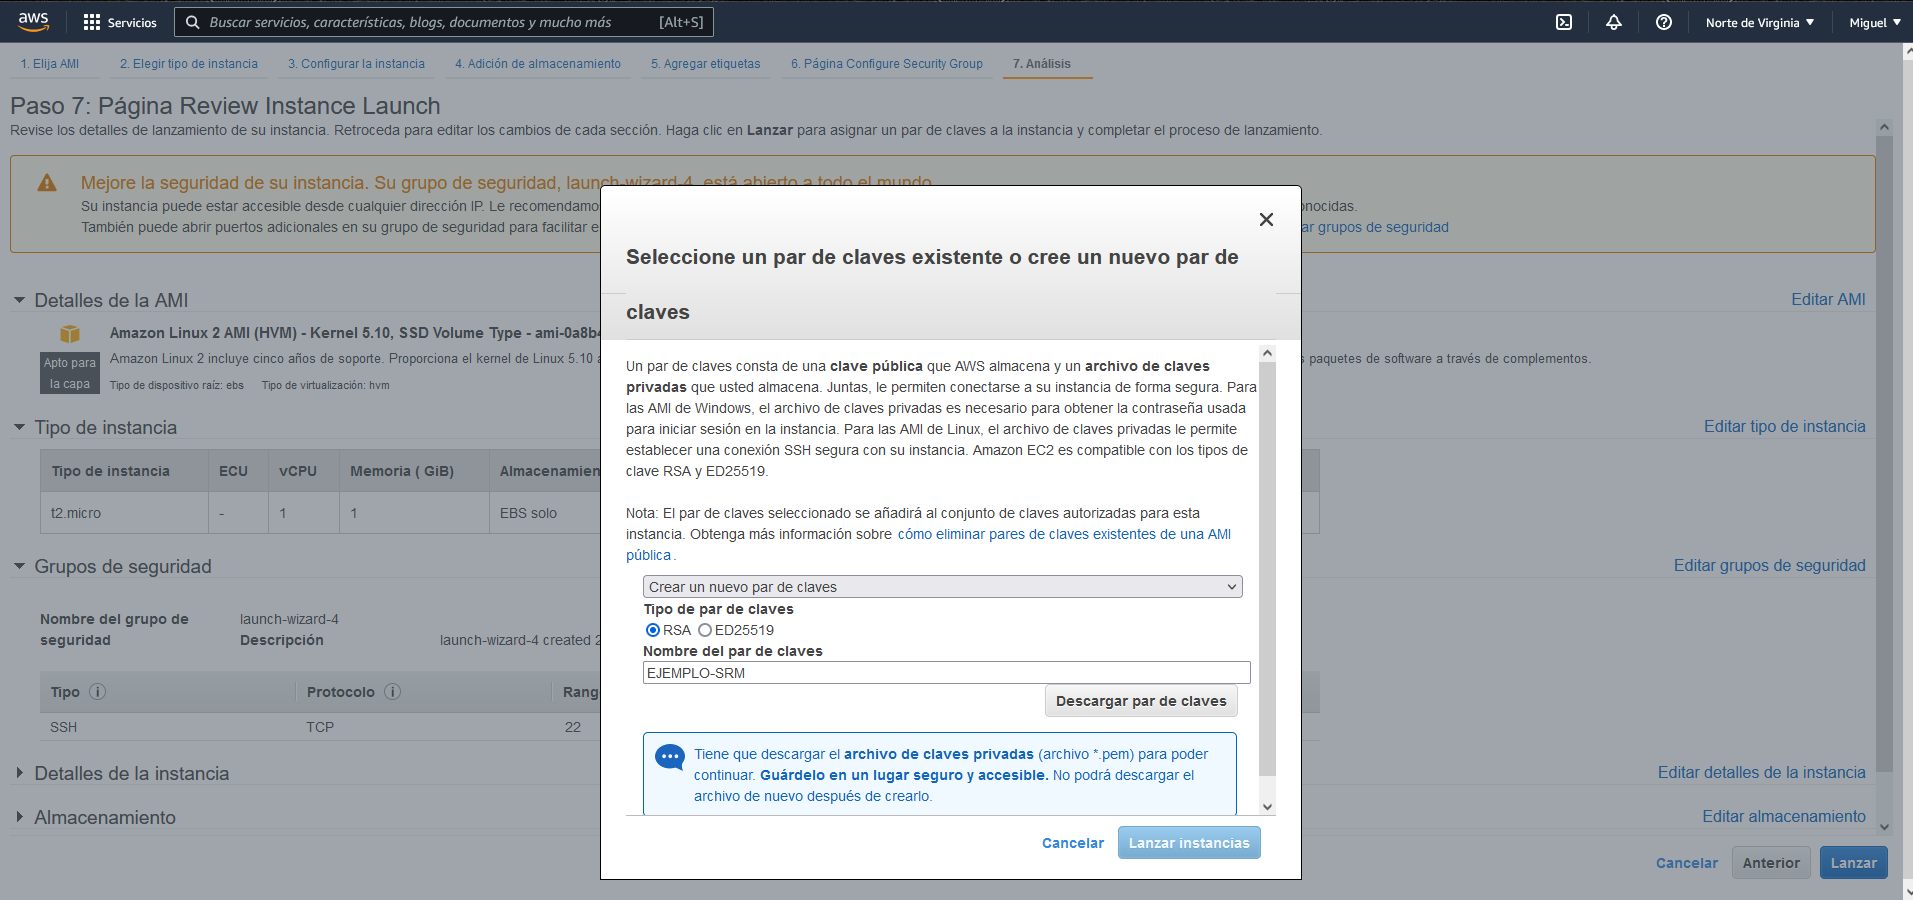 aws
Servicios
Buscar servicios, características, blogs, documentos y mucho más [Alt+S]
Norte de Virginia
Miguel
1. Elija AMI
2. Elegir tipo de instancia
3. Configurar la instancia
4. Adición de almacenamiento
5. Agregar etiquetas
6. Página Configure Security Group
7. Análisis
Paso 7: Página Review Instance Launch
Revise los detalles de lanzamiento de su instancia. Retroceda para editar los cambios de cada sección. Haga clic en Lanzar para asignar un par de claves a la instancia y completar el proceso de lanzamiento.
Mejore la seguridad de su instancia. Su grupo de seguridad, launch-wizard-4, está abierto a todo el mundo.
Su instancia puede estar accesible desde cualquier dirección IP. Le
También puede abrir puertos adicionales en su grupo de seguridad para facilitar
grupos de seguridad
Detalles de la AMI
Editar AMI
Amazon Linux 2 AMI (HVM) - Kernel 5.10, SSD Volume Type - ami-0a8b4
Apto para
la capa
Amazon Linux 2 incluye cinco años de soporte. Proporciona el kernel de Linux 5.10
paquetes de software a través de complementos.
Tipo de dispositivo raíz: ebs Tipo de virtualización: hvm
Tipo de instancia
Editar tipo de instancia
Tipo de instancia ECU vCPU Memoria ( GiB) Almacenamien
t2.micro - 1 1 EBS solo
Grupos de seguridad
Editar grupos de seguridad
Nombre del grupo de
seguridad
launch-wizard-4
Descripción
launch-wizard-4 created 2
Tipo i Protocolo i Rang
SSH TCP 22
Detalles de la instancia
Editar detalles de la instancia
Almacenamiento
Editar almacenamiento
Cancelar
Anterior
Lanzar
Seleccione un par de claves existente o cree un nuevo par de
claves
Un par de claves consta de una clave pública que AWS almacena y un archivo de claves
privadas que usted almacena. Juntas, le permiten conectarse a su instancia de forma segura. Para
las AMI de Windows, el archivo de claves privadas es necesario para obtener la contraseña usada
para iniciar sesión en la instancia. Para las AMI de Linux, el archivo de claves privadas le permite
establecer una conexión SSH segura con su instancia. Amazon EC2 es compatible con los tipos de
clave RSA y ED25519.
Nota: El par de claves seleccionado se añadirá al conjunto de claves autorizadas para esta
instancia. Obtenga más información sobre cómo eliminar pares de claves existentes de una AMI
pública.
Crear un nuevo par de claves
Tipo de par de claves
RSA ED25519
Nombre del par de claves
EJEMPLO-SRM
Descargar par de claves
Tiene que descargar el archivo de claves privadas (archivo *.pem) para poder
continuar. Guárdelo en un lugar seguro y accesible. No podrá descargar el
archivo de nuevo después de crearlo.
Cancelar
Lanzar instancias